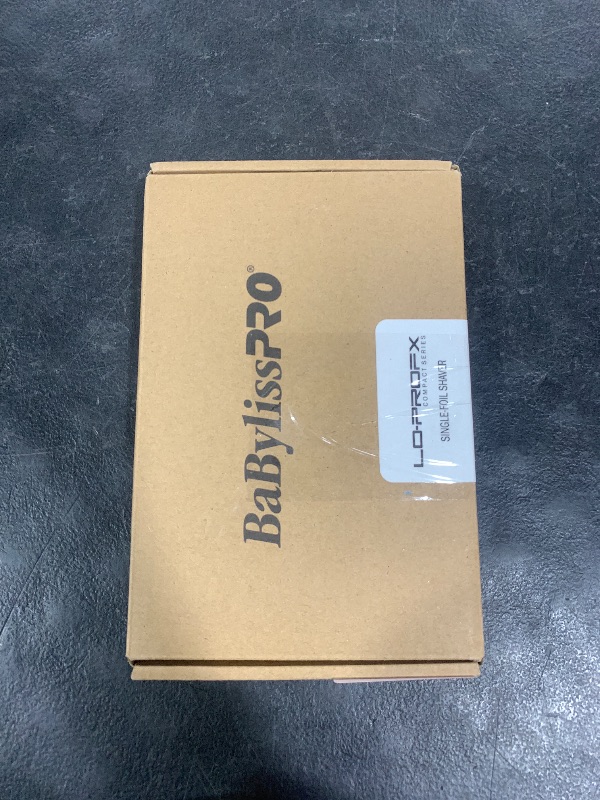 BaBylissPRO®
LO-PROFX
COMPACT SERIES
SINGLE-FOIL SHAVER